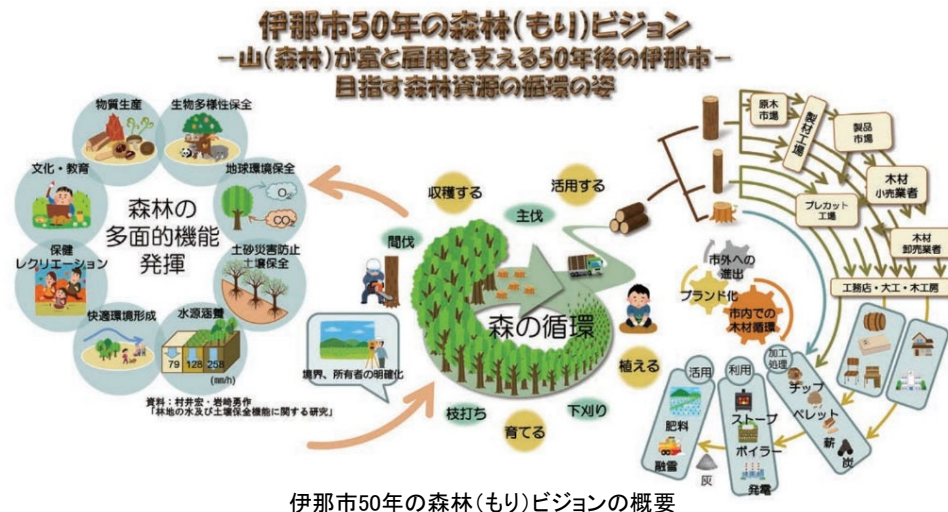 伊那市50年の森林(もり)ビジョン
－山(森林)が富と雇用を支える50年後の伊那市－
目指す森林資源の循環の姿
物質生産
生物多様性保全
文化・教育
地球環境保全
O₂
CO₂
森林の
多面的機能
発揮
保健
レクリエーション
土砂災害防止
土壌保全
快適環境形成
水源涵養
79
128
258
(mm/h)
資料：村井宏・岩崎勇作
「林地の水及び土壌保全機能に関する研究」
収穫する
活用する
間伐
主伐
森の循環
境界、所有者の明確化
植える
枝打ち
下刈り
育てる
原木
市場
製材工場
製品
市場
木材
小売業者
プレカット
工場
木材
卸売業者
工務店・大工・木工房
市外への
進出
ブランド化
市内での
木材循環
活用
肥料
融雪
灰
利用
ストーブ
ボイラー
発電
加工
処理
チップ
ペレット
薪
炭
伊那市50年の森林(もり)ビジョンの概要